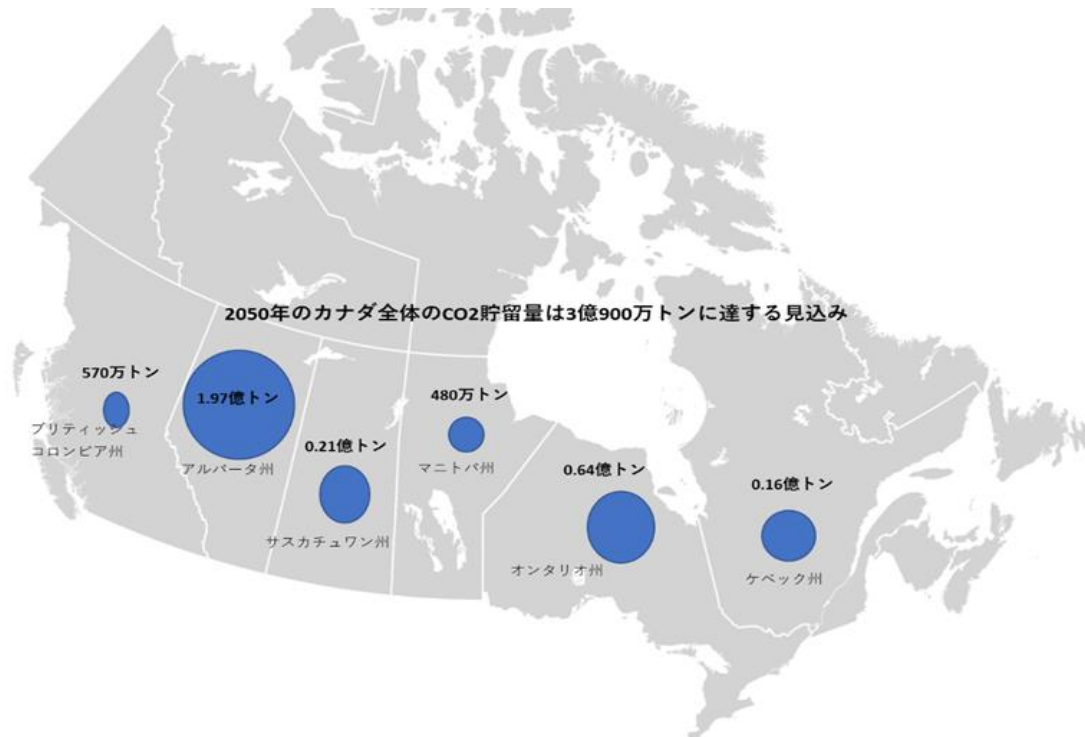 2050年のカナダ全体のCO2貯留量は3億900万トンに達する見込み
570万トン
ブリティッシュ
コロンビア州
1.97億トン
アルバータ州
0.21億トン
サスカチュワン州
480万トン
マニトバ州
0.64億トン
オンタリオ州
0.16億トン
ケベック州